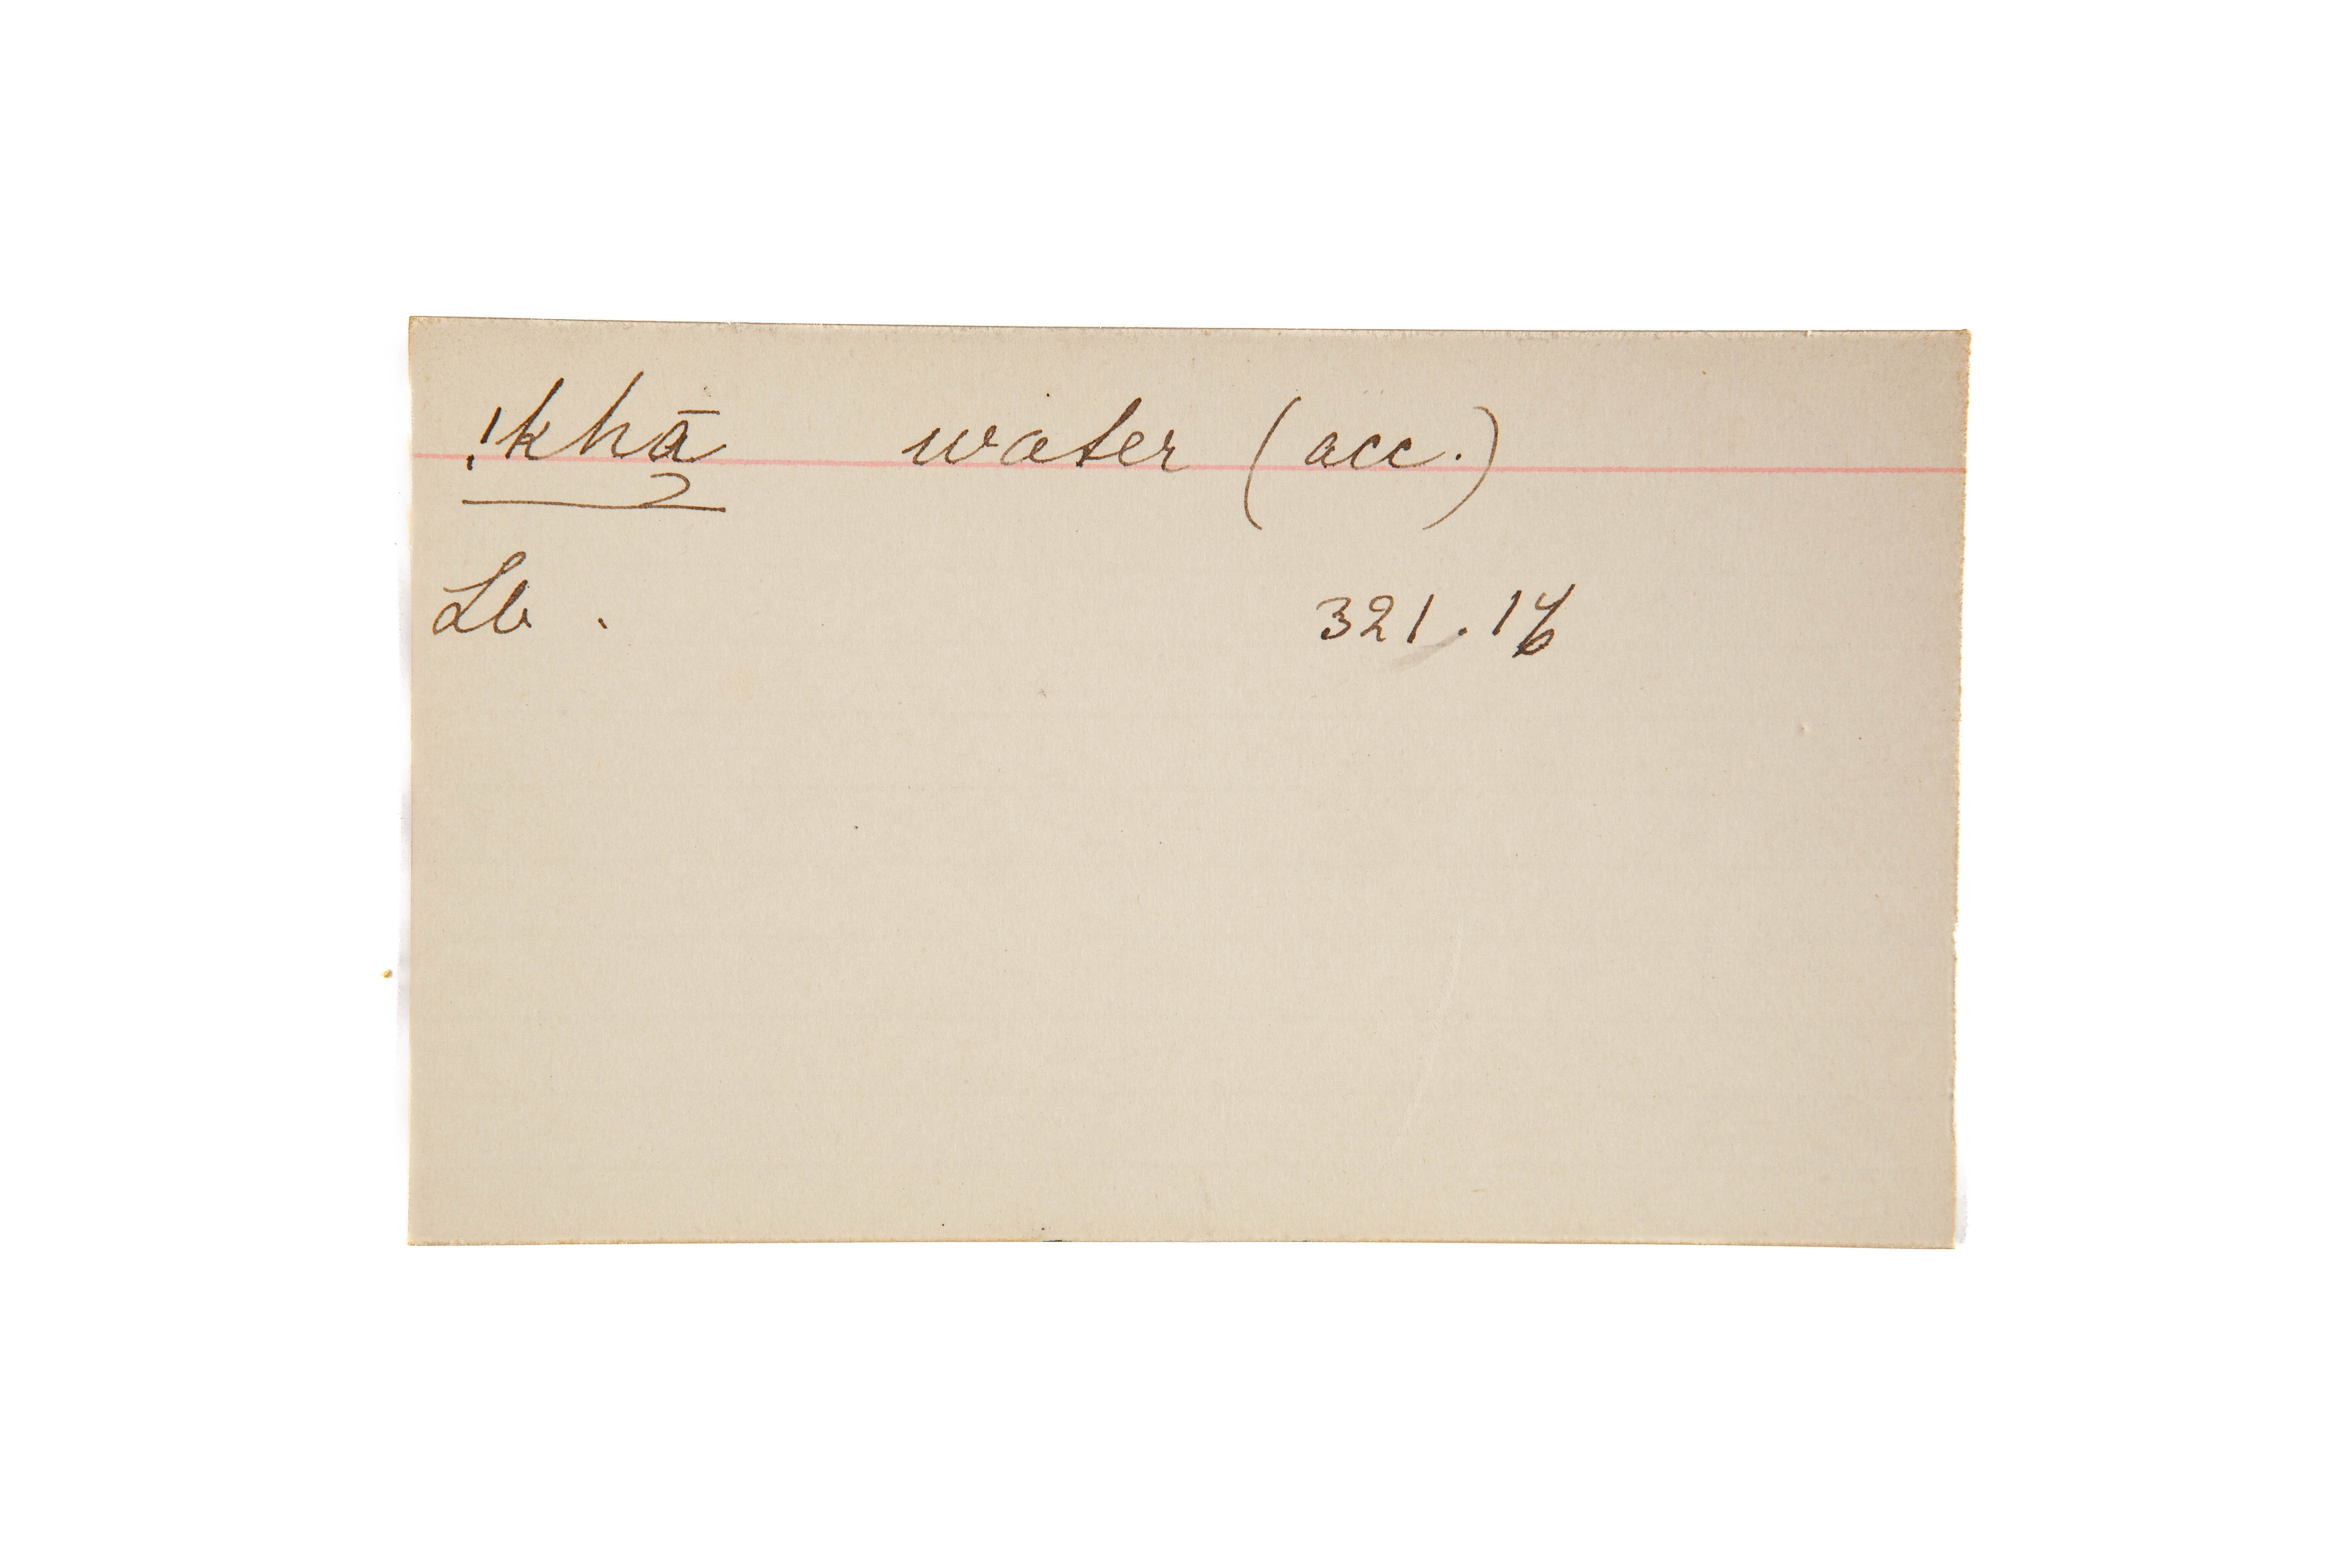 !khā water (acc.)
Lb. 321.16